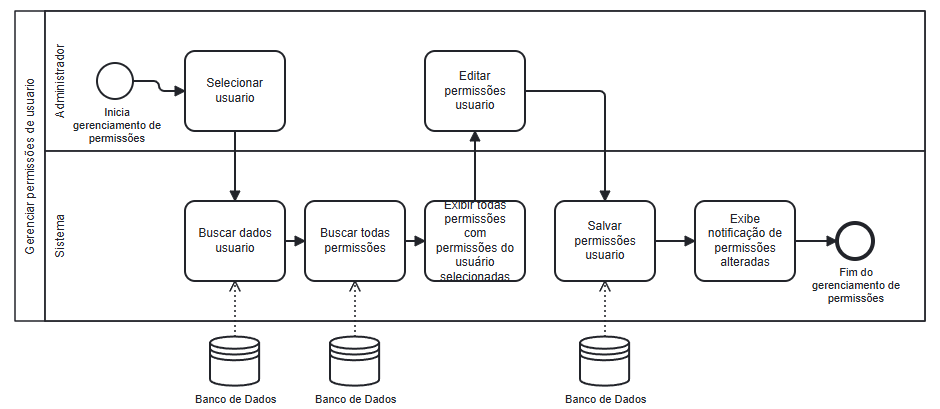 Gerenciar permissões de usuario
Administrador
Inicia
gerenciamento de
permissões
Selecionar
usuario
Editar
permissões
usuario
Sistema
Buscar dados
usuario
Buscar todas
permissões
Exibir todas
permissões
com
permissões do
usuário
selecionadas
Salvar
permissões
usuario
Exibe
notificação de
permissões
alteradas
Fim do
gerenciamento de
permissões
Banco de Dados
Banco de Dados
Banco de Dados